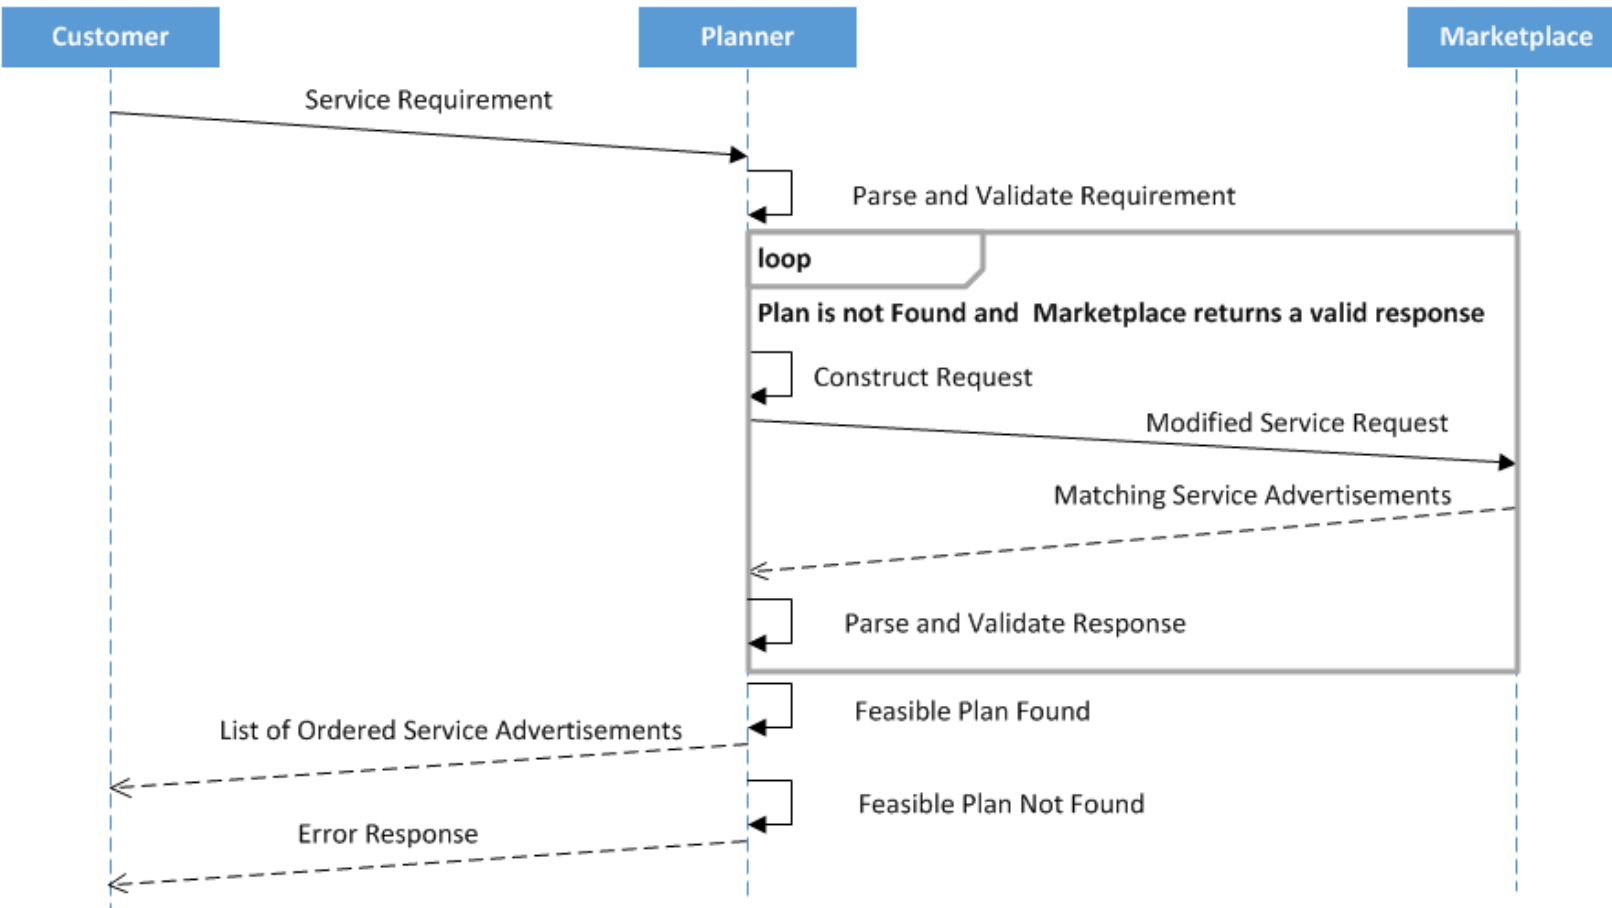 Customer
Planner
Marketplace
Service Requirement
Parse and Validate Requirement
loop
Plan is not Found and  Marketplace returns a valid response
Construct Request
Modified Service Request
Matching Service Advertisements
Parse and Validate Response
Feasible Plan Found
List of Ordered Service Advertisements
Feasible Plan Not Found
Error Response